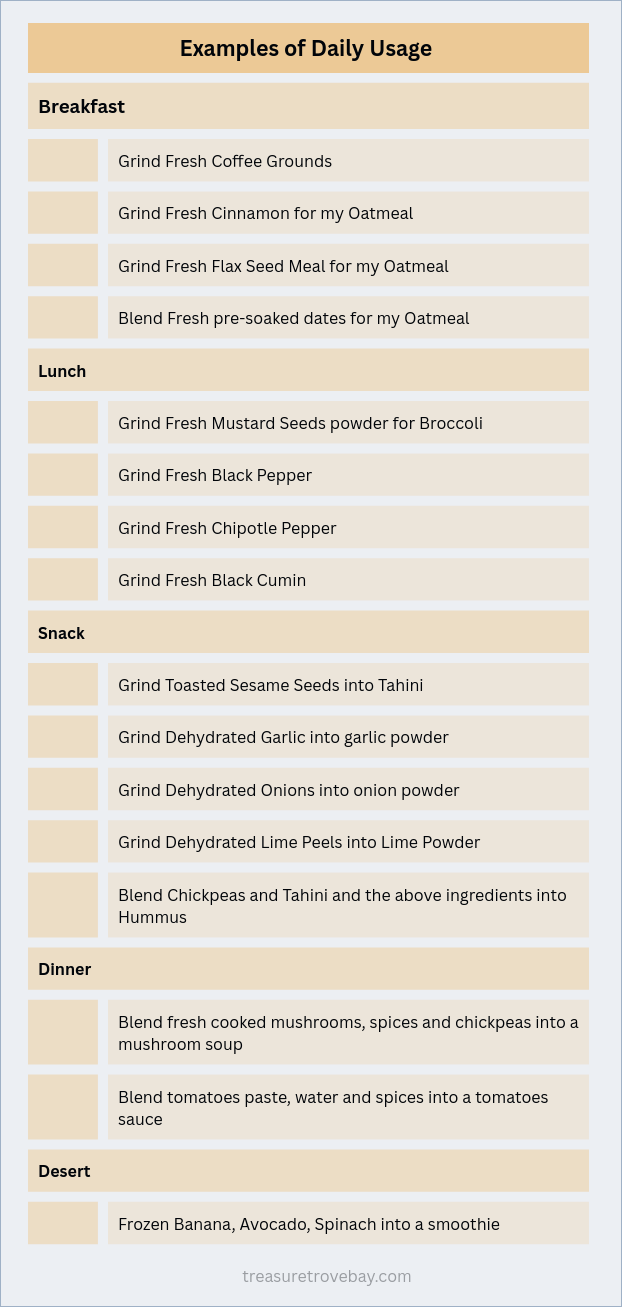 Examples of Daily Usage
Breakfast
Grind Fresh Coffee Grounds
Grind Fresh Cinnamon for my Oatmeal
Grind Fresh Flax Seed Meal for my Oatmeal
Blend Fresh pre-soaked dates for my Oatmeal
Lunch
Grind Fresh Mustard Seeds powder for Broccoli
Grind Fresh Black Pepper
Grind Fresh Chipotle Pepper
Grind Fresh Black Cumin
Snack
Grind Toasted Sesame Seeds into Tahini
Grind Dehydrated Garlic into garlic powder
Grind Dehydrated Onions into onion powder
Grind Dehydrated Lime Peels into Lime Powder
Blend Chickpeas and Tahini and the above ingredients into
Hummus
Dinner
Blend fresh cooked mushrooms, spices and chickpeas into a
mushroom soup
Blend tomatoes paste, water and spices into a tomatoes
sauce
Desert
Frozen Banana, Avocado, Spinach into a smoothie
treasuretrovebay.com